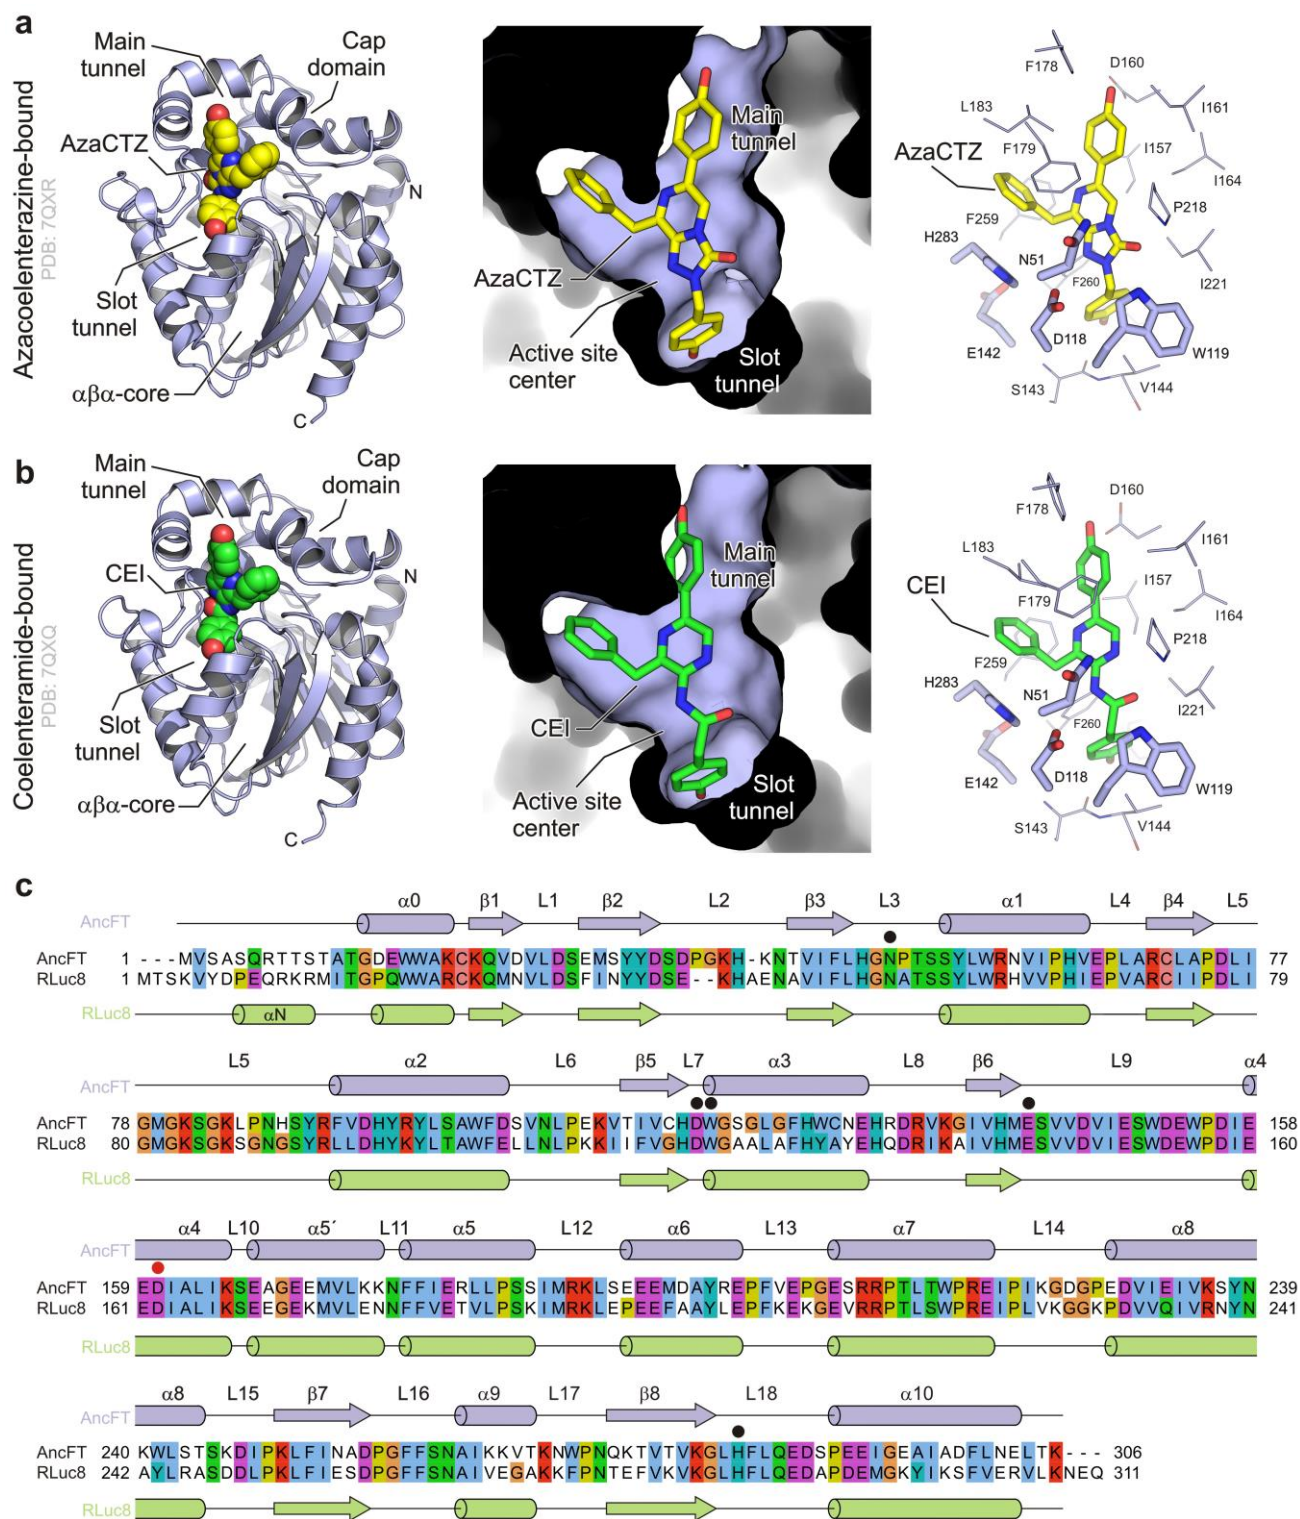 a
Azacoelenterazine-bound
PDB: 7QXR
Main tunnel
Cap domain
AzaCTZ
N
Slot tunnel
αβα-core
C
Main tunnel
AzaCTZ
Active site center
Slot tunnel
F178
D160
L183
I161
F179
I157
AzaCTZ
I164
P218
F259
H283
N51
F260
I221
E142
D118
W119
S143
V144
b
Coelenteramide-bound
PDB: 7QXQ
Main tunnel
Cap domain
CEI
N
Slot tunnel
αβα-core
C
Main tunnel
CEI
Active site center
Slot tunnel
F178
D160
L183
I161
F179
I157
CEI
I164
P218
F259
H283
N51
F260
I221
E142
D118
W119
S143
V144
c
α0 β1 L1 β2 L2 β3 L3 α1 L4 β4 L5
AncFT
AncFT 1 ---MVSASQRTTSTATGDEWWAKCKQVDVLDSEMSYYDSDPGKH-KNTVIFLHGNPTSSYLWRNVIPHVEPLARCLAPDLI 77
RLuc8 1 MTSKVYDPEQRKRMITGPQWWARCKQMNVLDSFINYYDSE--KHAENAVIFLHGNATSSYLWRHVVPHIEPVARCIIPDLI 79
RLuc8 αN
L5 α2 L6 β5 L7 α3 L8 β6 L9 α4
AncFT
AncFT 78 GMGKSGKLPNHSYRFVDHYRYLSAWFDSVNLPEKVTIVCHDWGSGLGFHWCNEHRDRVKGIVHMESVVDVIESWDEWPDIE 158
RLuc8 80 GMGKSGKSGNGSYRLLDHYKYLTAWFELLNLPKKIIFVGHDWGAALAFHYAYEHQDRIKAIVHMESVVDVIESWDEWPDIE 160
RLuc8
α4 L10 α5´ L11 α5 L12 α6 L13 α7 L14 α8
AncFT
AncFT 159 EDIALIKSEAGEEMVLKKNFFIERLLPSSIMRKLSEEEMDAYREPFVEPGESRRPTLTWPREIPIKGDGPEDVIEIVKSYN 239
RLuc8 161 EDIALIKSEEGEKMVLENNFFVETVLPSKIMRKLEPEEFAAYLEPFKEKGEVRRPTLSWPREIPLVKGGKPDVVQIVRNYN 241
RLuc8
α8 L15 β7 L16 α9 L17 β8 L18 α10
AncFT
AncFT 240 KWLSTSKDIPKLFINADPGFFSNAIKKVTKNWPNQKTVTVKGLHFLQEDSPEEIGEAIADFLNELTK--- 306
RLuc8 242 AYLRASDDLPKLFIESDPGFFSNAIVEGAKKFPNTEFVKVKGLHFLQEDAPDEMGKYIKSFVERVLKNEQ 311
RLuc8